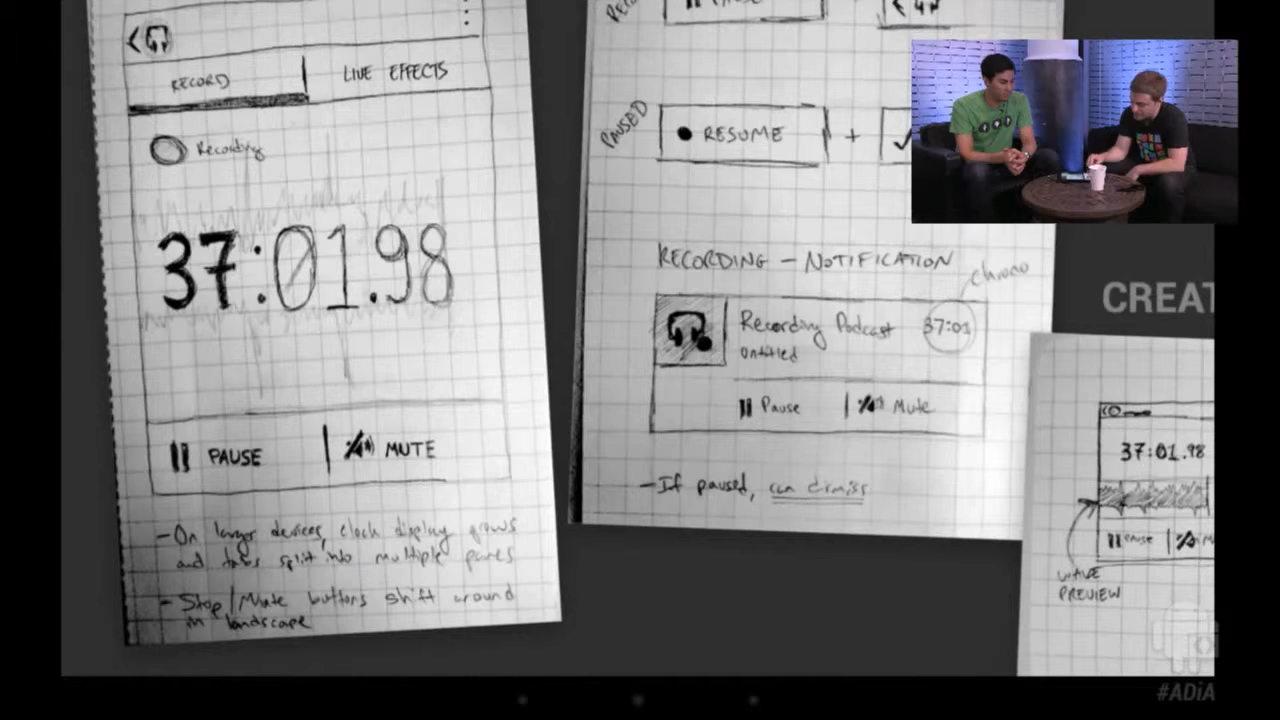 RECORD
LIVE EFFECTS
Recording
37:01.98
PAUSE
MUTE
- On larger devices, clock display grows
and tabs split into multiple panes
- Stop/Mute buttons shift around
in landscape
PAUSED
RESUME +
RECORDING - NOTIFICATION
chrono
Recording Podcast 37:01
Untitled
Pause
Mute
- If paused, can dismiss
CREAT
37:01.98
Pause
WAVE
PREVIEW
#ADiA